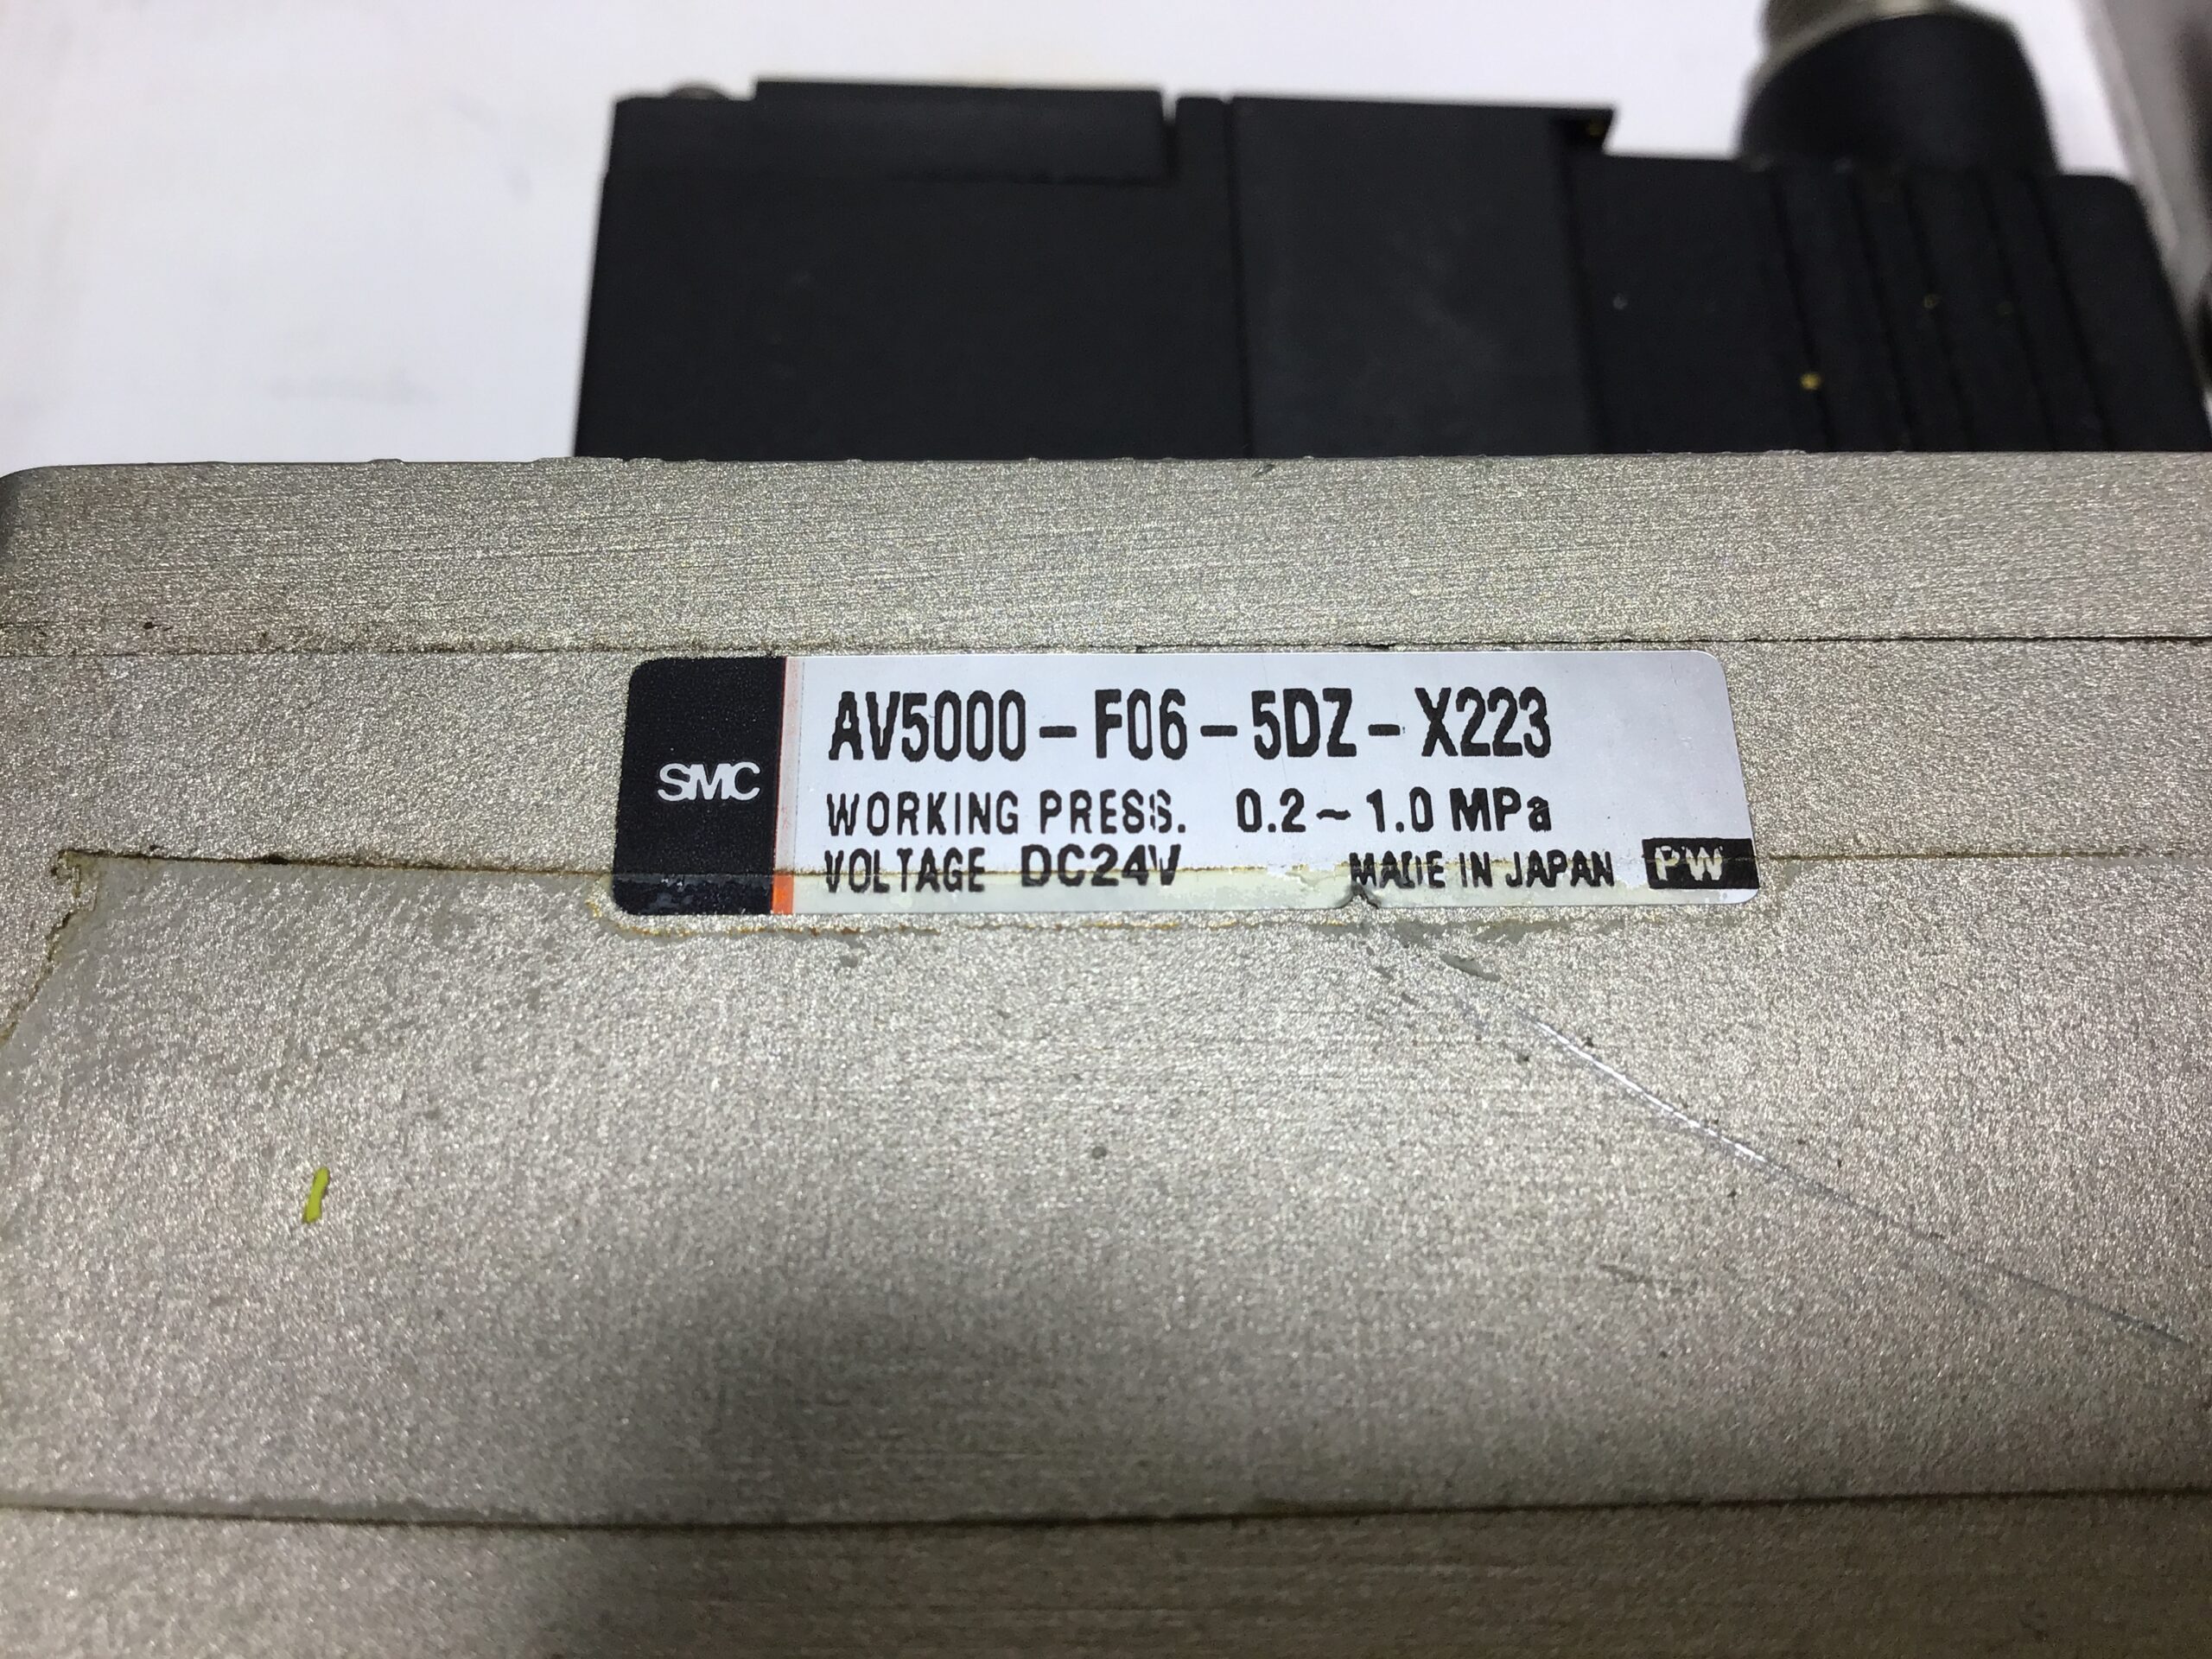 SMC
AV5000-F06-5DZ-X223
WORKING PRESS. 0.2~1.0 MPa
VOLTAGE DC24V MADE IN JAPAN PW